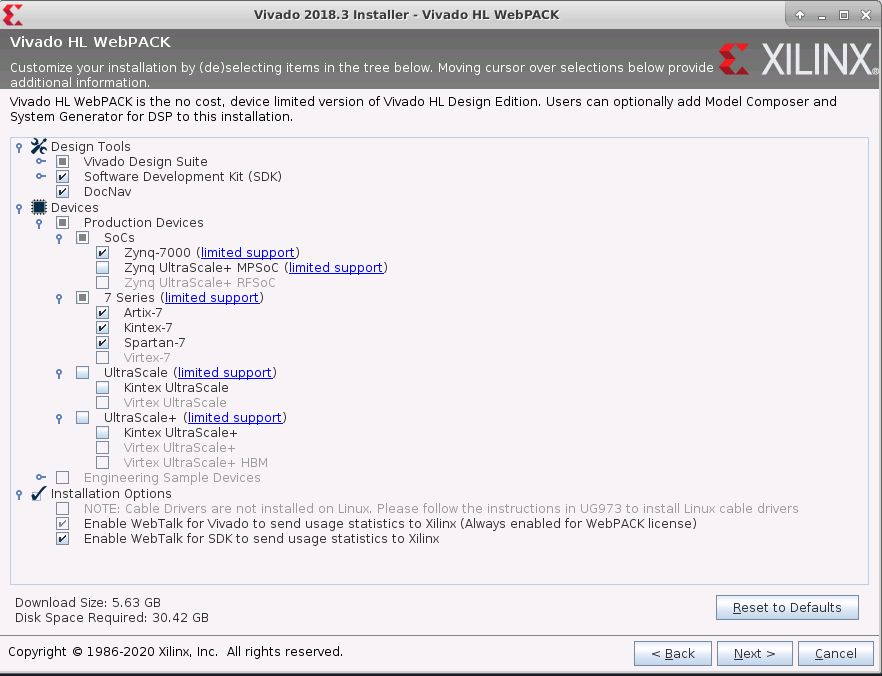 Vivado 2018.3 Installer - Vivado HL WebPACK
Vivado HL WebPACK
Customize your installation by (de)selecting items in the tree below. Moving cursor over selections below provide
additional information.
XILINX®
Vivado HL WebPACK is the no cost, device limited version of Vivado HL Design Edition. Users can optionally add Model Composer and
System Generator for DSP to this installation.
Design Tools
Vivado Design Suite
Software Development Kit (SDK)
DocNav
Devices
Production Devices
SoCs
Zynq-7000 (limited support)
Zynq UltraScale+ MPSoC (limited support)
Zynq UltraScale+ RFSoC
7 Series (limited support)
Artix-7
Kintex-7
Spartan-7
Virtex-7
UltraScale (limited support)
Kintex UltraScale
Virtex UltraScale
UltraScale+ (limited support)
Kintex UltraScale+
Virtex UltraScale+
Virtex UltraScale+ HBM
Engineering Sample Devices
Installation Options
NOTE: Cable Drivers are not installed on Linux. Please follow the instructions in UG973 to install Linux cable drivers
Enable WebTalk for Vivado to send usage statistics to Xilinx (Always enabled for WebPACK license)
Enable WebTalk for SDK to send usage statistics to Xilinx
Download Size: 5.63 GB
Disk Space Required: 30.42 GB
Reset to Defaults
Copyright © 1986-2020 Xilinx, Inc.  All rights reserved.
< Back
Next >
Cancel